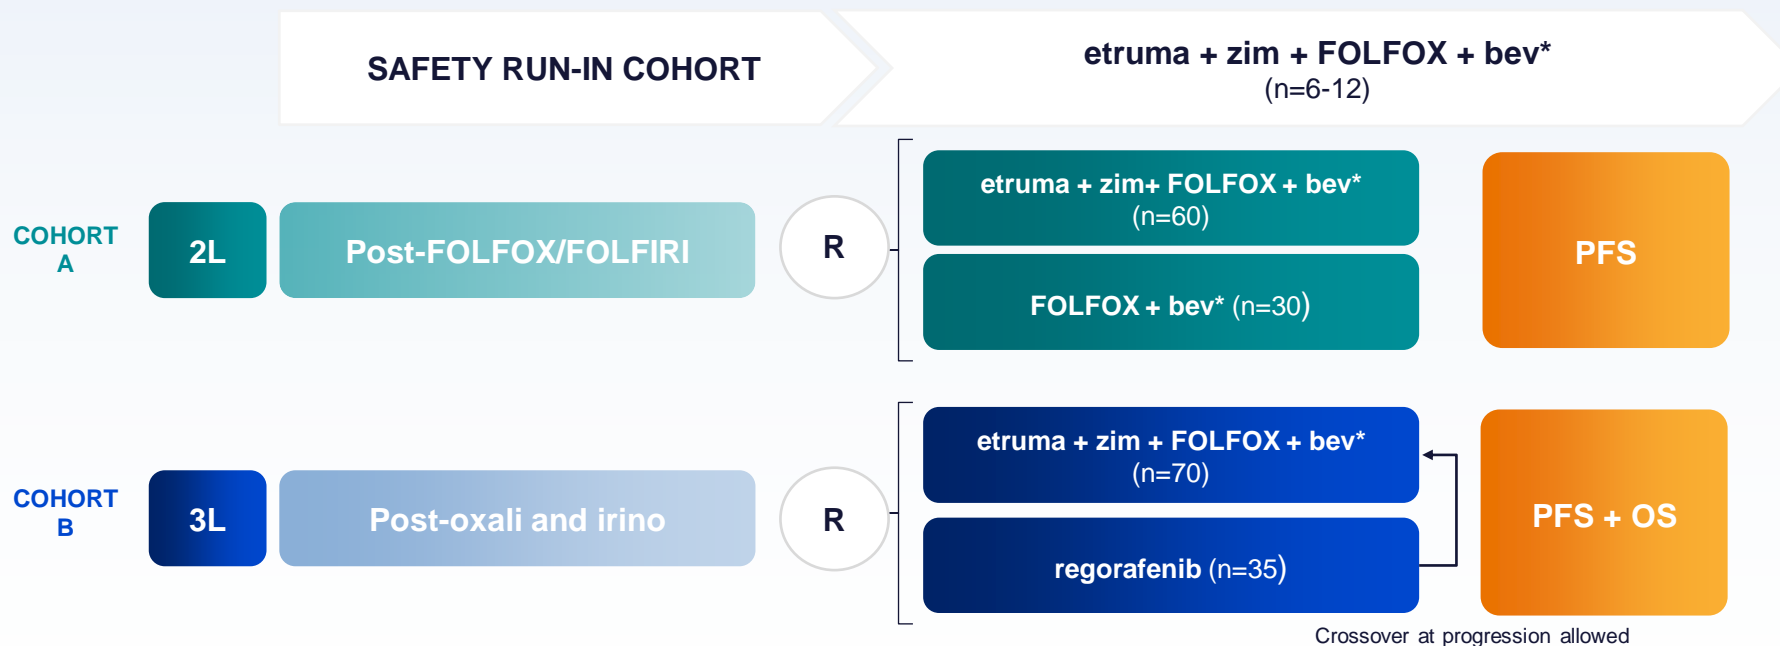 SAFETY RUN-IN COHORT
etruma + zim + FOLFOX + bev*
(n=6-12)
COHORT
A
2L
Post-FOLFOX/FOLFIRI
R
etruma + zim+ FOLFOX + bev*
(n=60)
FOLFOX + bev* (n=30)
PFS
COHORT
B
3L
Post-oxali and irino
R
etruma + zim + FOLFOX + bev*
(n=70)
regorafenib (n=35)
PFS + OS
Crossover at progression allowed